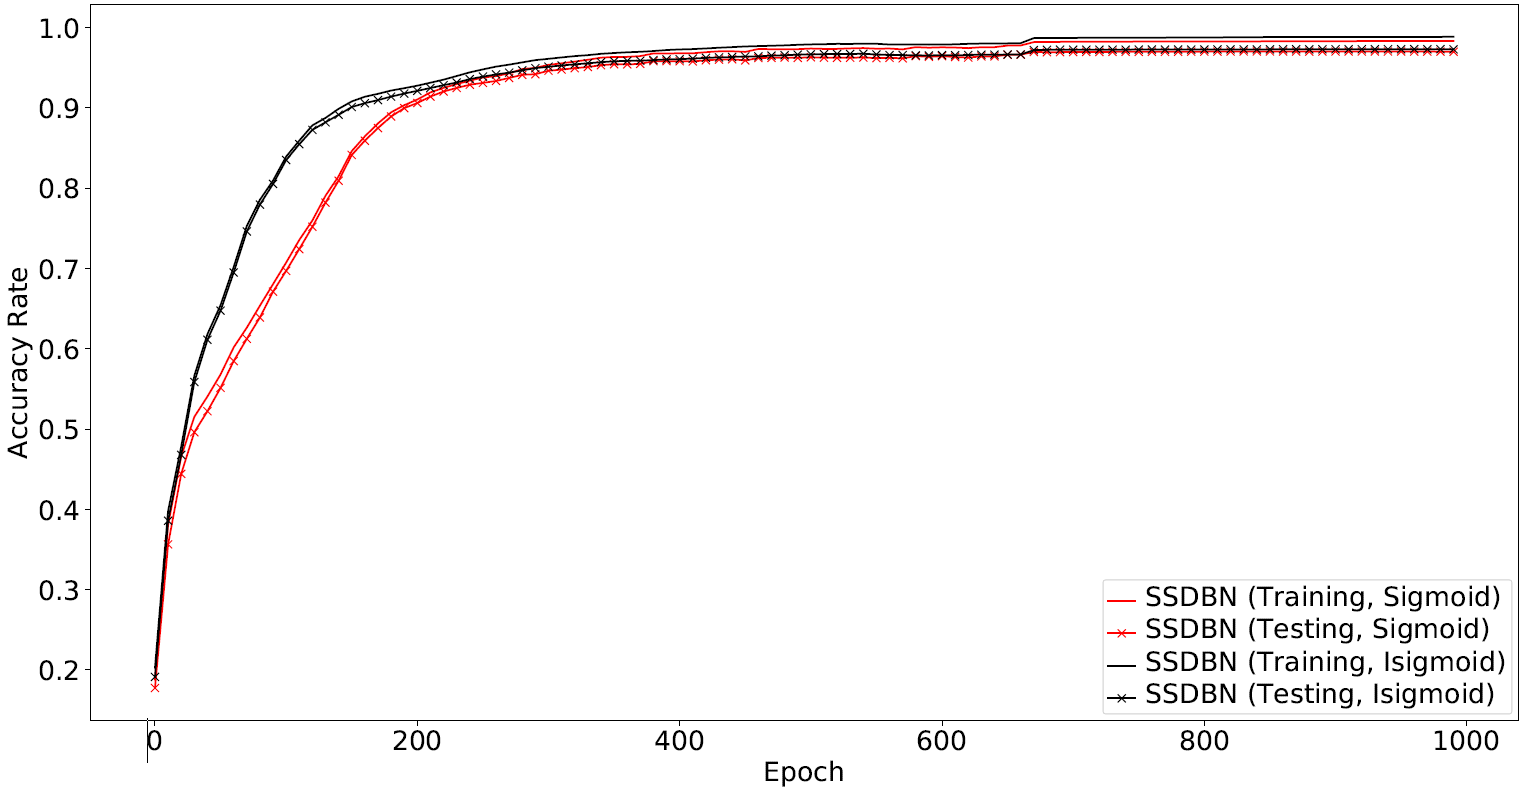 1.0
0.9
0.8
0.7
0.6
0.5
0.4
0.3
0.2
Accuracy Rate
0 200 400 600 800 1000
Epoch
SSDBN (Training, Sigmoid)
SSDBN (Testing, Sigmoid)
SSDBN (Training, Isigmoid)
SSDBN (Testing, Isigmoid)